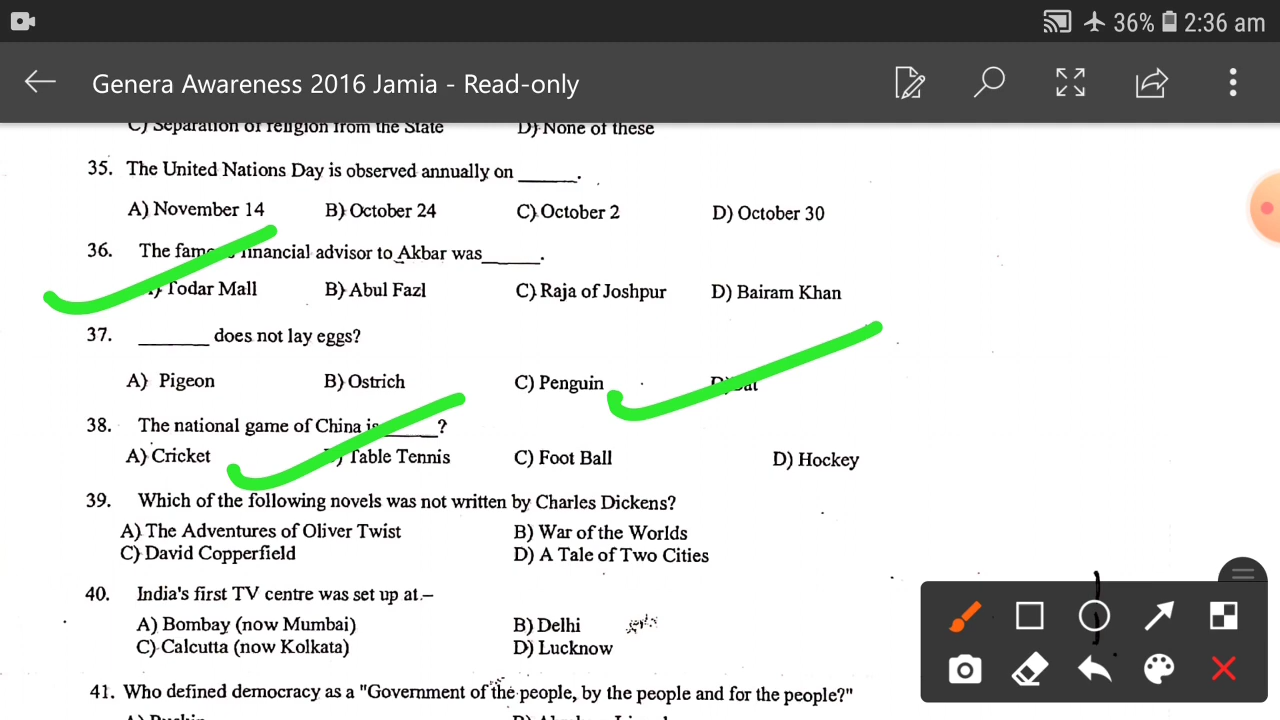 36% 2:36 am
Genera Awareness 2016 Jamia - Read-only
C) Separation of religion from the State D) None of these
35. The United Nations Day is observed annually on ______.
A) November 14 B) October 24 C) October 2 D) October 30
36. The financial advisor to Akbar was______.
Todar Mall B) Abul Fazl C) Raja of Joshpur D) Bairam Khan
37. ________ does not lay eggs?
A) Pigeon B) Ostrich C) Penguin
38. The national game of China is ______?
A) Cricket Table Tennis C) Foot Ball D) Hockey
39. Which of the following novels was not written by Charles Dickens?
A) The Adventures of Oliver Twist B) War of the Worlds
C) David Copperfield D) A Tale of Two Cities
40. India's first TV centre was set up at.–
A) Bombay (now Mumbai) B) Delhi
C) Calcutta (now Kolkata) D) Lucknow
41. Who defined democracy as a "Government of the people, by the people and for the people?"